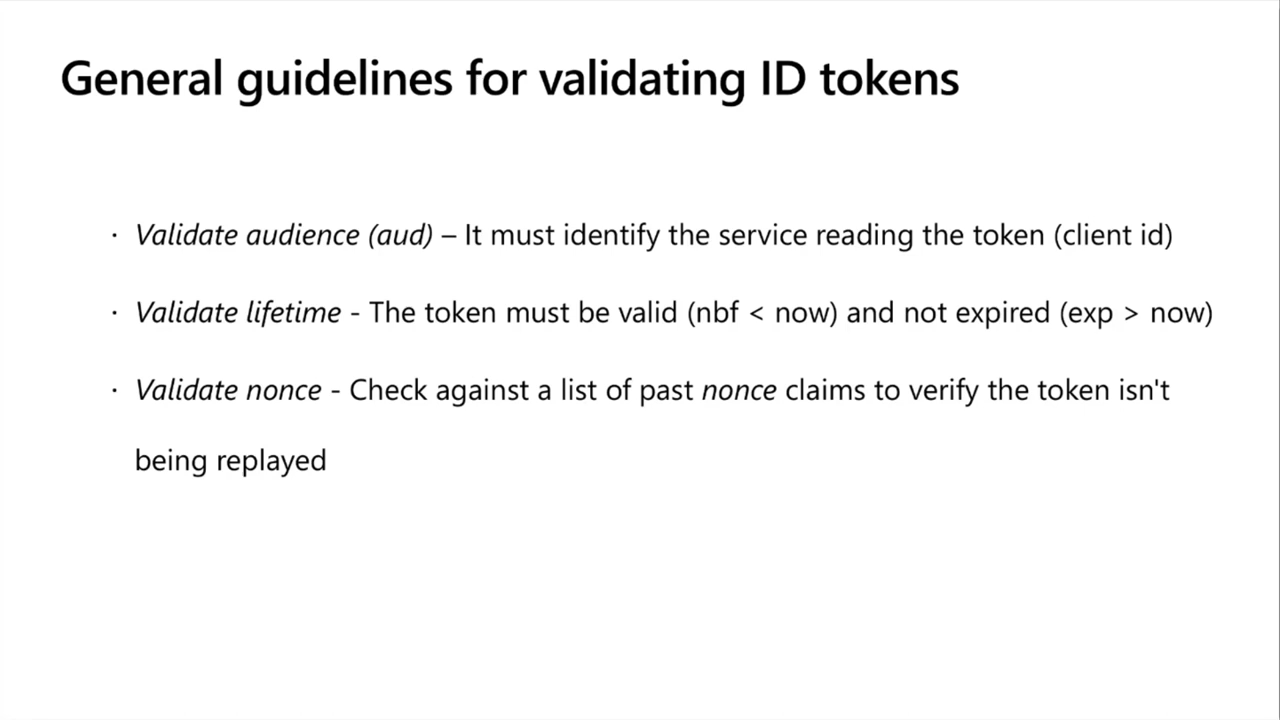 General guidelines for validating ID tokens
· Validate audience (aud) – It must identify the service reading the token (client id)
· Validate lifetime - The token must be valid (nbf < now) and not expired (exp > now)
· Validate nonce - Check against a list of past nonce claims to verify the token isn't
being replayed